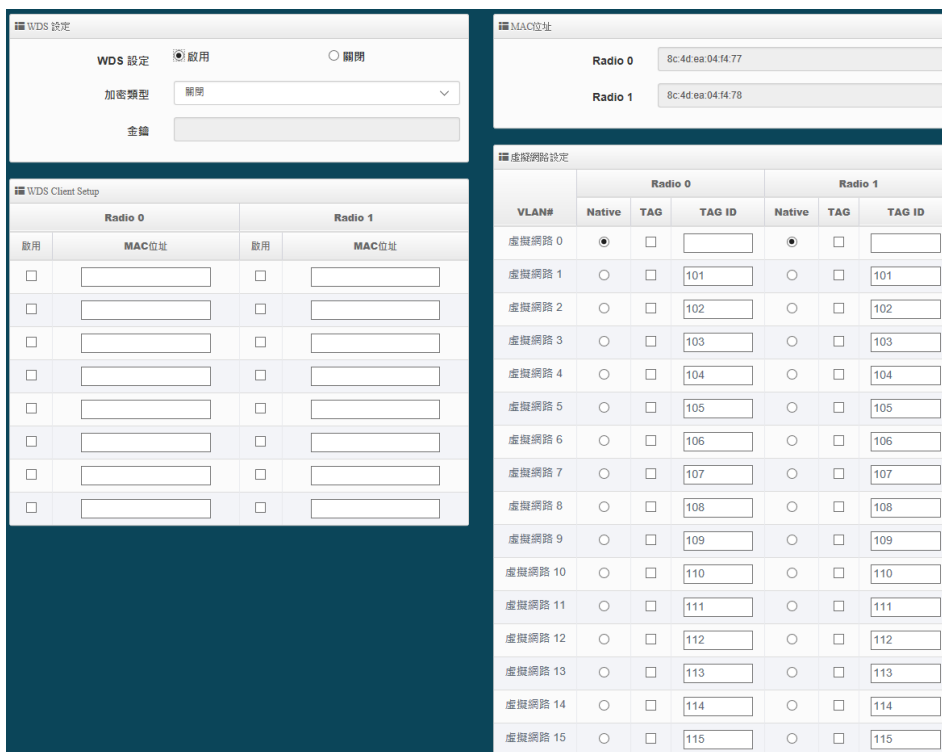 WDS 設定
WDS 設定 啟用 關閉
加密類型 關閉
金鑰
WDS Client Setup
Radio 0 Radio 1
啟用 MAC位址 啟用 MAC位址
MAC位址
Radio 0 8c:4d:ea:04:f4:77
Radio 1 8c:4d:ea:04:f4:78
虛擬網路設定
Radio 0 Radio 1
VLAN# Native TAG TAG ID Native TAG TAG ID
虛擬網路 0
虛擬網路 1 101 101
虛擬網路 2 102 102
虛擬網路 3 103 103
虛擬網路 4 104 104
虛擬網路 5 105 105
虛擬網路 6 106 106
虛擬網路 7 107 107
虛擬網路 8 108 108
虛擬網路 9 109 109
虛擬網路 10 110 110
虛擬網路 11 111 111
虛擬網路 12 112 112
虛擬網路 13 113 113
虛擬網路 14 114 114
虛擬網路 15 115 115